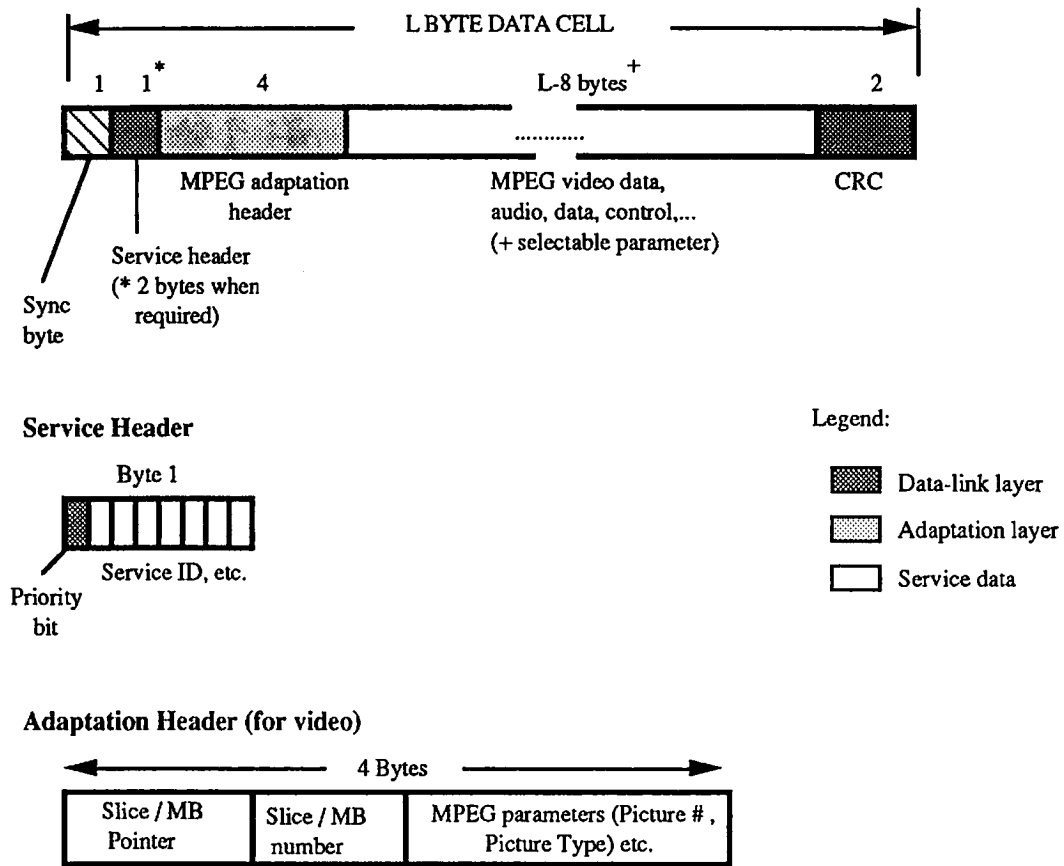 L BYTE DATA CELL
1 1* 4 L-8 bytes+ 2
MPEG adaptation
header
MPEG video data,
audio, data, control,...
(+ selectable parameter)
CRC
Service header
(* 2 bytes when
required)
Sync
byte
Service Header
Byte 1
Service ID, etc.
Priority
bit
Legend:
Data-link layer
Adaptation layer
Service data
Adaptation Header (for video)
4 Bytes
Slice / MB
Pointer
Slice / MB
number
MPEG parameters (Picture # ,
Picture Type) etc.